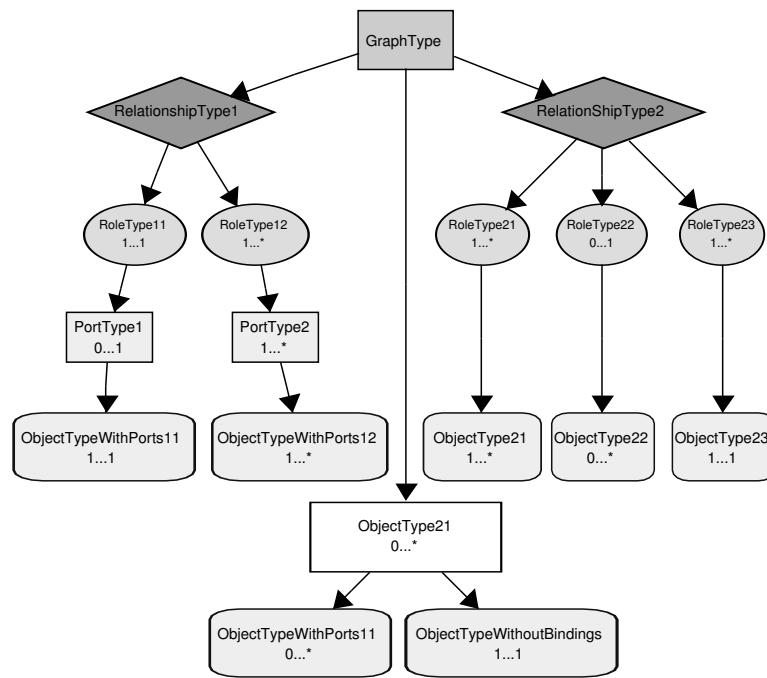 GraphType
RelationshipType1
RelationShipType2
RoleType11
1...1
RoleType12
1...*
RoleType21
1...*
RoleType22
0...1
RoleType23
1...*
PortType1
0...1
PortType2
1...*
ObjectTypeWithPorts11
1...1
ObjectTypeWithPorts12
1...*
ObjectType21
1...*
ObjectType22
0...*
ObjectType23
1...1
ObjectType21
0...*
ObjectTypeWithPorts11
0...*
ObjectTypeWithoutBindings
1...1